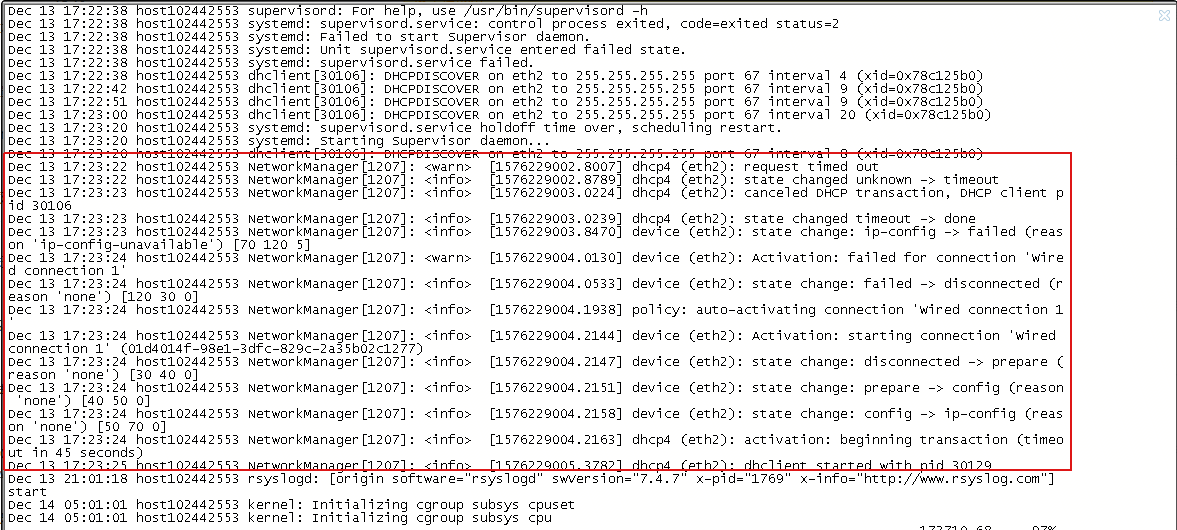 Dec 13 17:22:38 host102442553 supervisord: For help, use /usr/bin/supervisord -h
Dec 13 17:22:38 host102442553 systemd: supervisord.service: control process exited, code=exited status=2
Dec 13 17:22:38 host102442553 systemd: Failed to start Supervisor daemon.
Dec 13 17:22:38 host102442553 systemd: Unit supervisord.service entered failed state.
Dec 13 17:22:38 host102442553 systemd: supervisord.service failed.
Dec 13 17:22:38 host102442553 dhclient[30106]: DHCPDISCOVER on eth2 to 255.255.255.255 port 67 interval 4 (xid=0x78c125b0)
Dec 13 17:22:42 host102442553 dhclient[30106]: DHCPDISCOVER on eth2 to 255.255.255.255 port 67 interval 9 (xid=0x78c125b0)
Dec 13 17:22:51 host102442553 dhclient[30106]: DHCPDISCOVER on eth2 to 255.255.255.255 port 67 interval 9 (xid=0x78c125b0)
Dec 13 17:23:00 host102442553 dhclient[30106]: DHCPDISCOVER on eth2 to 255.255.255.255 port 67 interval 20 (xid=0x78c125b0)
Dec 13 17:23:20 host102442553 systemd: supervisord.service holdoff time over, scheduling restart.
Dec 13 17:23:20 host102442553 systemd: Starting Supervisor daemon...
Dec 13 17:23:20 host102442553 dhclient[30106]: DHCPDISCOVER on eth2 to 255.255.255.255 port 67 interval 8 (xid=0x78c125b0)
Dec 13 17:23:22 host102442553 NetworkManager[1207]: <warn>  [1576229002.8007] dhcp4 (eth2): request timed out
Dec 13 17:23:22 host102442553 NetworkManager[1207]: <info>  [1576229002.8789] dhcp4 (eth2): state changed unknown -> timeout
Dec 13 17:23:23 host102442553 NetworkManager[1207]: <info>  [1576229003.0224] dhcp4 (eth2): canceled DHCP transaction, DHCP client p
id 30106
Dec 13 17:23:23 host102442553 NetworkManager[1207]: <info>  [1576229003.0239] dhcp4 (eth2): state changed timeout -> done
Dec 13 17:23:23 host102442553 NetworkManager[1207]: <info>  [1576229003.8470] device (eth2): state change: ip-config -> failed (reas
on 'ip-config-unavailable') [70 120 5]
Dec 13 17:23:24 host102442553 NetworkManager[1207]: <warn>  [1576229004.0130] device (eth2): Activation: failed for connection 'Wire
d connection 1'
Dec 13 17:23:24 host102442553 NetworkManager[1207]: <info>  [1576229004.0533] device (eth2): state change: failed -> disconnected (r
eason 'none') [120 30 0]
Dec 13 17:23:24 host102442553 NetworkManager[1207]: <info>  [1576229004.1938] policy: auto-activating connection 'Wired connection 1
'
Dec 13 17:23:24 host102442553 NetworkManager[1207]: <info>  [1576229004.2144] device (eth2): Activation: starting connection 'Wired
connection 1' (01d4014f-98e1-3dfc-829c-2a35b02c1277)
Dec 13 17:23:24 host102442553 NetworkManager[1207]: <info>  [1576229004.2147] device (eth2): state change: disconnected -> prepare (
reason 'none') [30 40 0]
Dec 13 17:23:24 host102442553 NetworkManager[1207]: <info>  [1576229004.2151] device (eth2): state change: prepare -> config (reason
'none') [40 50 0]
Dec 13 17:23:24 host102442553 NetworkManager[1207]: <info>  [1576229004.2158] device (eth2): state change: config -> ip-config (reas
on 'none') [50 70 0]
Dec 13 17:23:24 host102442553 NetworkManager[1207]: <info>  [1576229004.2163] dhcp4 (eth2): activation: beginning transaction (timeo
ut in 45 seconds)
Dec 13 17:23:25 host102442553 NetworkManager[1207]: <info>  [1576229005.3782] dhcp4 (eth2): dhclient started with pid 30129
Dec 13 21:01:18 host102442553 rsyslogd: [origin software="rsyslogd" swVersion="7.4.7" x-pid="1769" x-info="http://www.rsyslog.com"]
start
Dec 14 05:01:01 host102442553 kernel: Initializing cgroup subsys cpuset
Dec 14 05:01:01 host102442553 kernel: Initializing cgroup subsys cpu